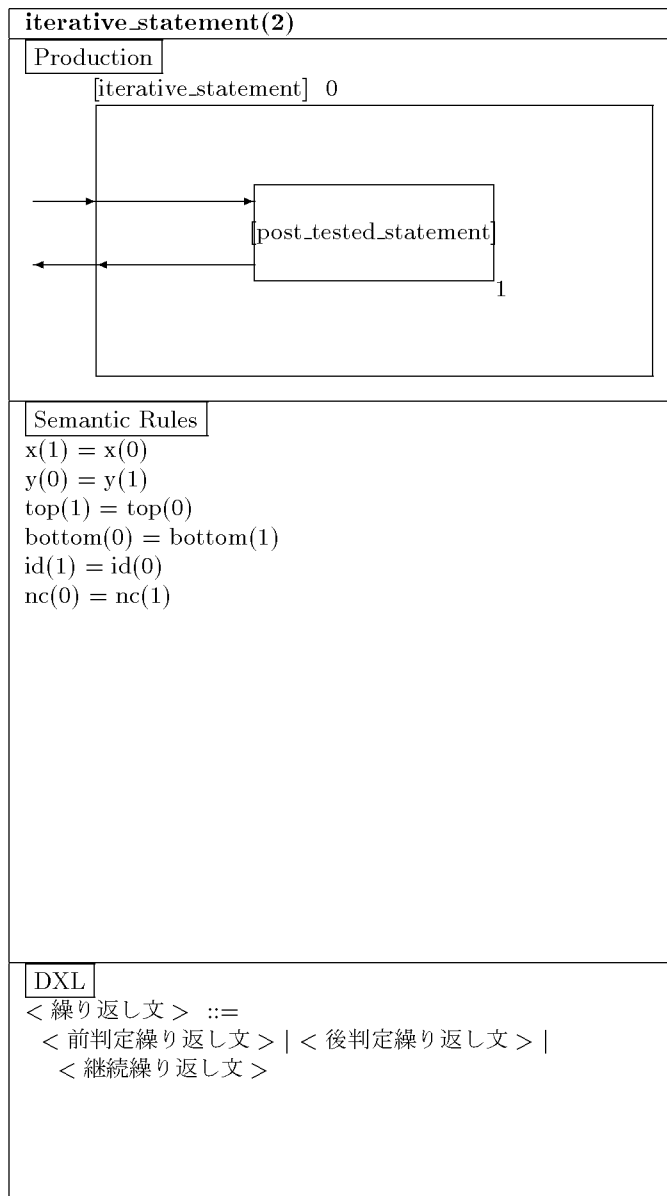 iterative_statement(2)
Production
[iterative_statement] 0
[post_tested_statement]
1
Semantic Rules
x(1) = x(0)
y(0) = y(1)
top(1) = top(0)
bottom(0) = bottom(1)
id(1) = id(0)
nc(0) = nc(1)
DXL
< 繰り返し文 > ::=
< 前判定繰り返し文 > | < 後判定繰り返し文 > |
< 継続繰り返し文 >